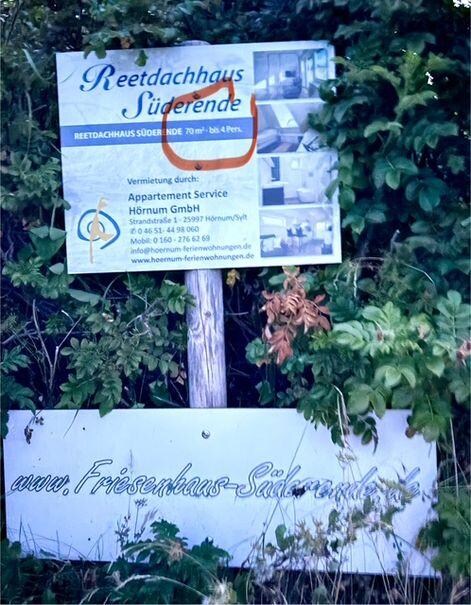 Reetdachhaus
Süderende
REETDACHHAUS SÜDERENDE 70 m² - bis 4 Pers.
Vermietung durch:
Appartement Service
Hörnum GmbH
Strandstraße 1 - 25997 Hörnum/Sylt
✆ 0 46 51- 44 98 060
Mobil: 0 160 - 276 62 69
info@hoernum-ferienwohnungen.de
www.hoernum-ferienwohnungen.de
www.Friesenhaus-Süderende.de